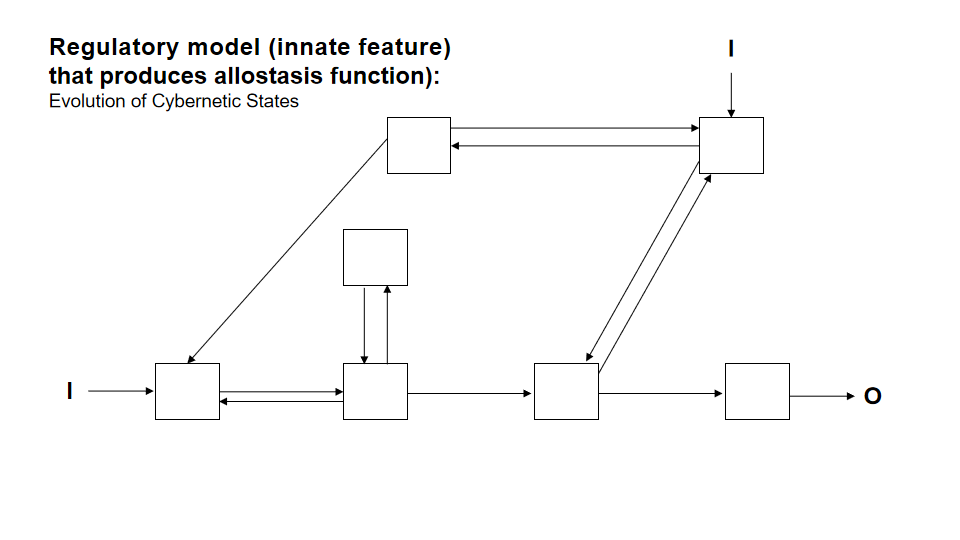 Regulatory model (innate feature)
that produces allostasis function):
Evolution of Cybernetic States
I
I
O